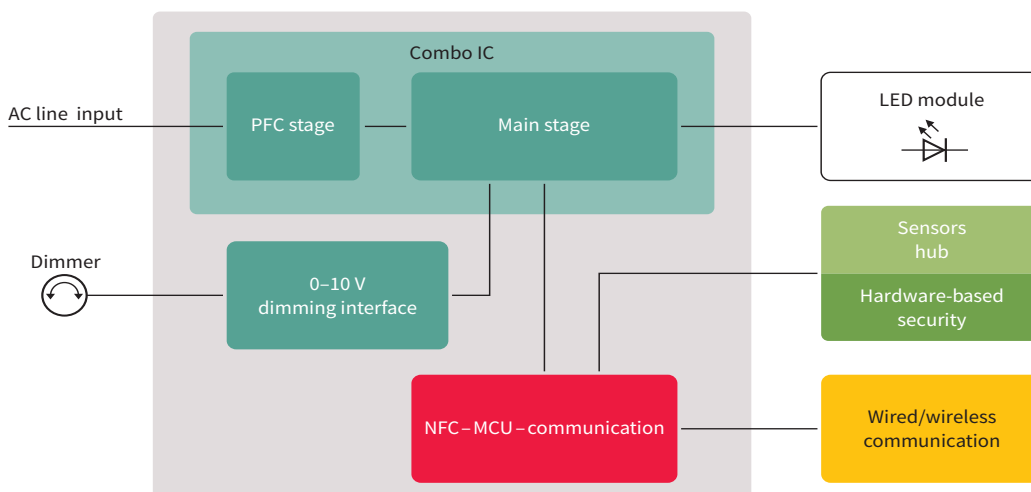 Combo IC
AC line input
PFC stage
Main stage
LED module
Dimmer
0–10 V
dimming interface
Sensors
hub
Hardware-based
security
NFC–MCU–communication
Wired/wireless
communication